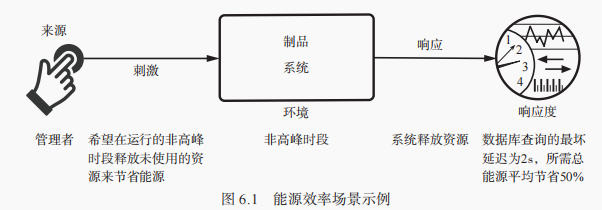 来源
刺激
制品
系统
环境
响应
1
2
3
4
响应度
管理者
希望在运行的非高峰
时段释放未使用的资
源来节省能源
非高峰时段
系统释放资源
数据库查询的最坏
延迟为2s，所需总
能源平均节省50%
图 6.1 能源效率场景示例